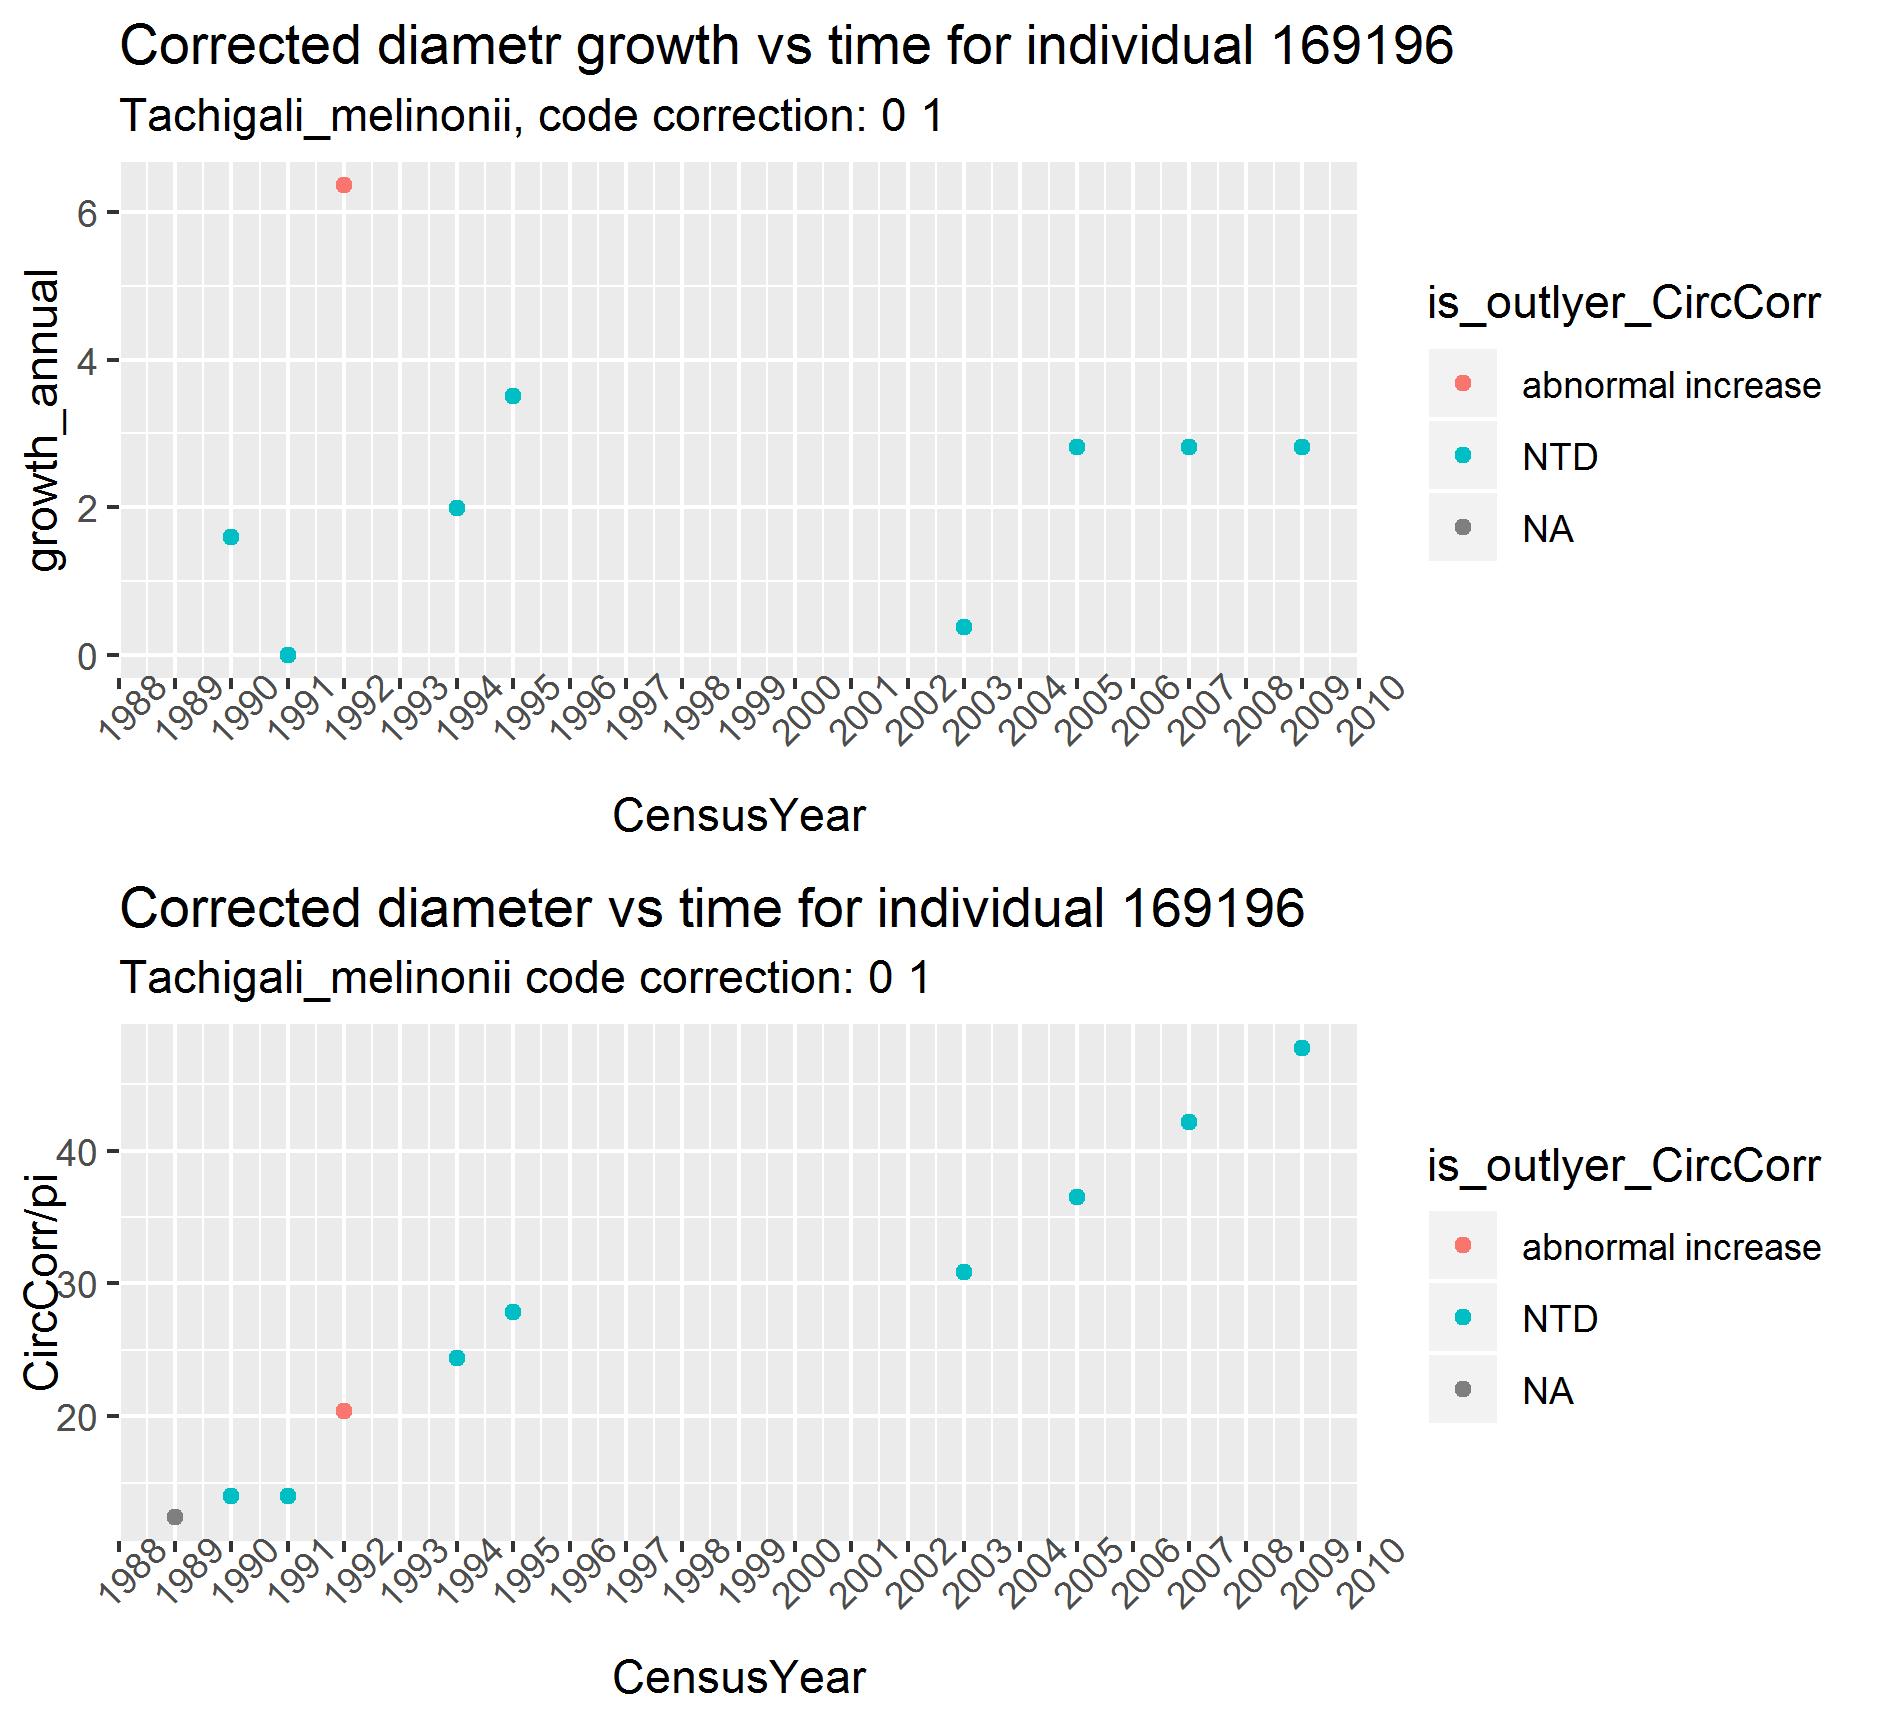 Corrected diametr growth vs time for individual 169196
Tachigali_melinonii, code correction: 0 1
growth_annual
6
4
2
0
1988 1989 1990 1991 1992 1993 1994 1995 1996 1997 1998 1999 2000 2001 2002 2003 2004 2005 2006 2007 2008 2009 2010
CensusYear
is_outlyer_CircCorr
abnormal increase
NTD
NA
Corrected diameter vs time for individual 169196
Tachigali_melinonii code correction: 0 1
CircCorr/pi
40
30
20
1988 1989 1990 1991 1992 1993 1994 1995 1996 1997 1998 1999 2000 2001 2002 2003 2004 2005 2006 2007 2008 2009 2010
CensusYear
is_outlyer_CircCorr
abnormal increase
NTD
NA